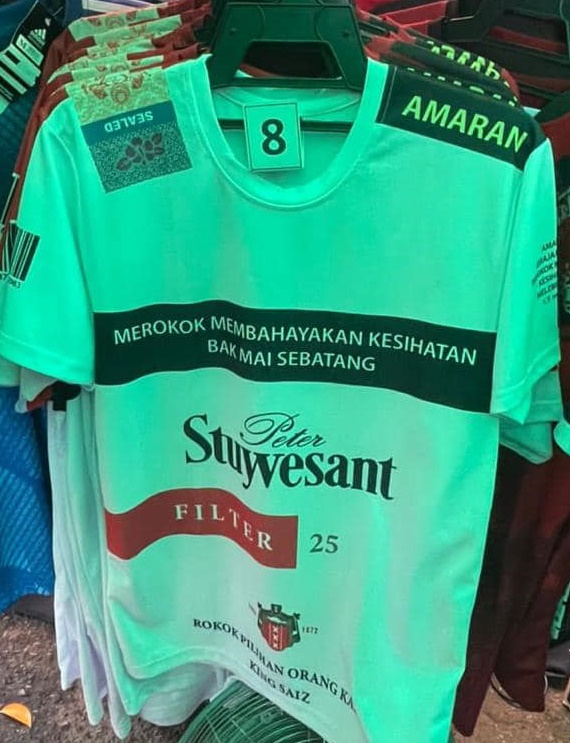 SEALED
8
AMARAN
MEROKOK MEMBAHAYAKAN KESIHATAN
BAK MAI SEBATANG
Peter
Stuyvesant
FILTER
25
1872
ROKOK PILIHAN ORANG KA
KING SAIZ